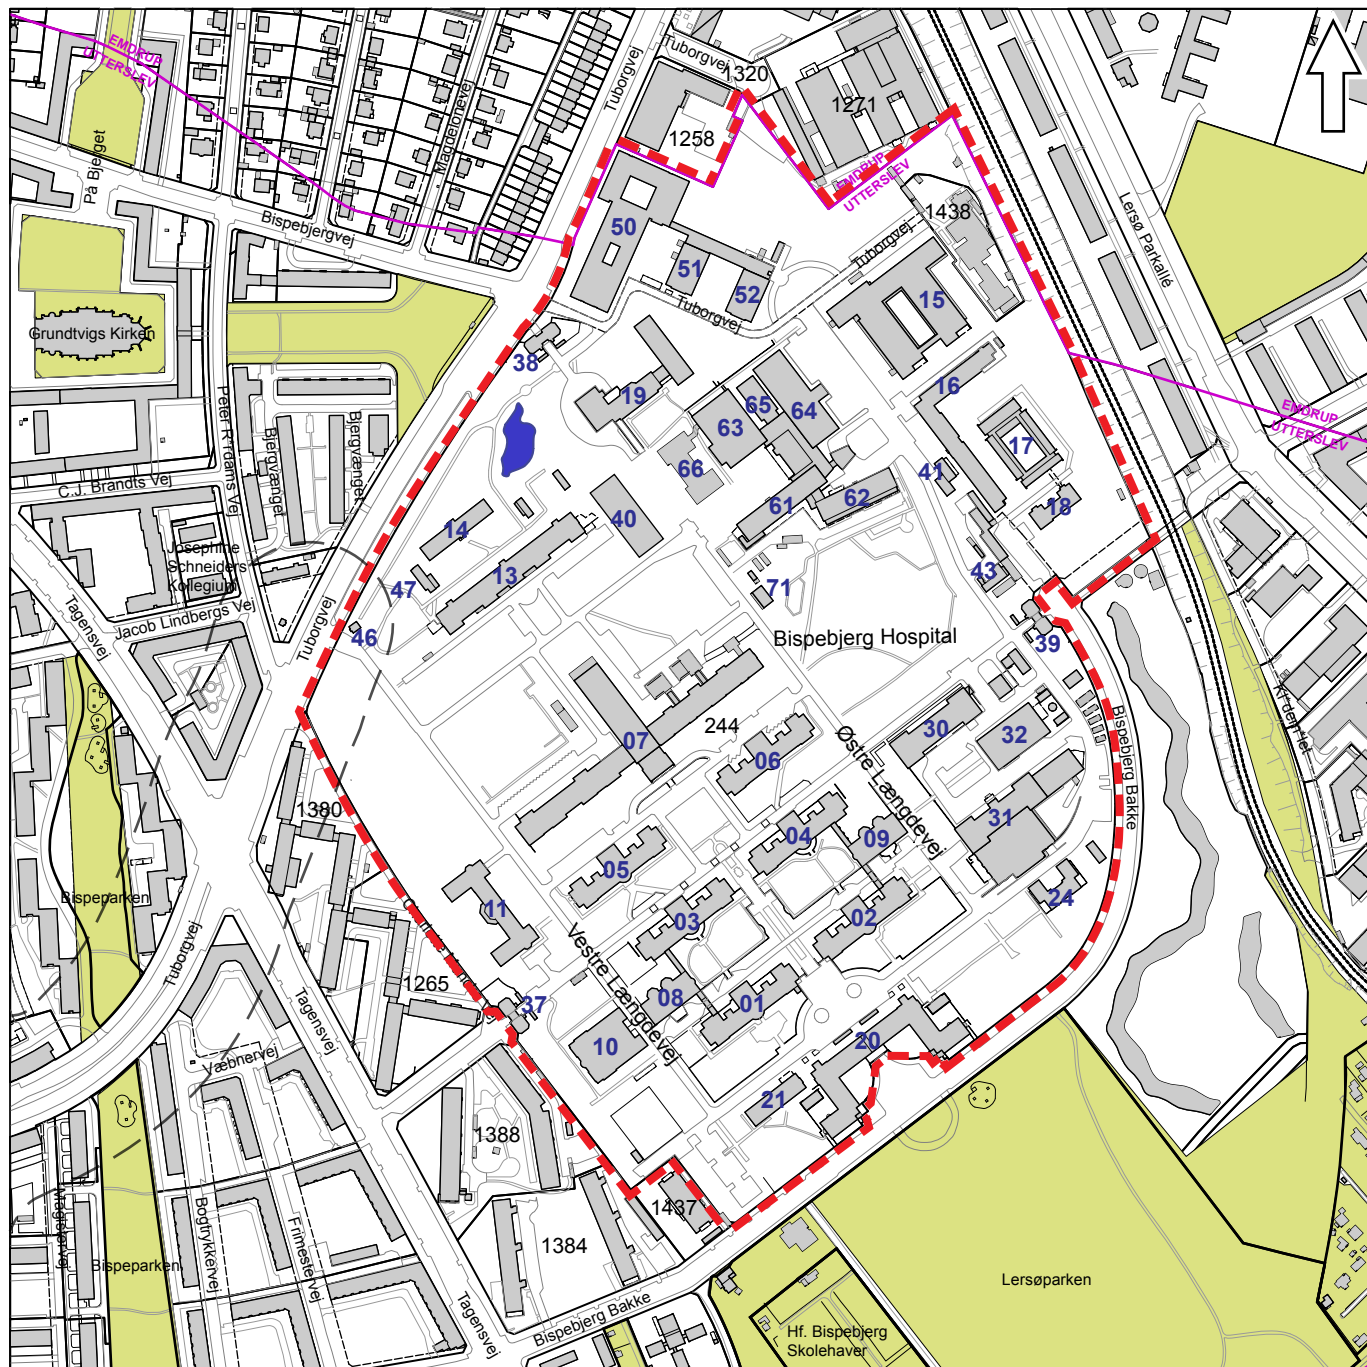 EMDRUP
UTTERSLEV
Tuborgvej
1320
1271
1258
Tuborgvej
Magdelonevej
På Bjerget
Bispebjergvej
EMDRUP
UTTERSLEV
1438
Lersø Parkallé
50
51
52
Tuborgvej
Tuborgvej
15
Grundtvigs Kirken
38
19
16
65
64
63
66
17
EMDRUP
UTTERSLEV
41
62
61
18
40
14
13
43
47
71
46
39
C.J. Brandts Vej
Bjergvænget
Bjergvænget
Josephine
Schneiders
Kollegium
Jacob Lindbergs Vej
Tagensvej
Tuborgvej
Bispebjerg Hospital
244
07
06
30
32
31
Østre Længdevej
Bispebjerg Bakke
04
09
05
03
02
24
11
1380
Bispeparken
Tuborgvej
1265
Vestre Længdevej
08
01
37
10
20
21
Tagensvej
Væbnervej
1388
1437
1384
Magistervej
Bispeparken
Bogtrykkervej
Frimestervej
Tagensvej
Bispebjerg Bakke
Lersøparken
Hf. Bispebjerg
Skolehaver